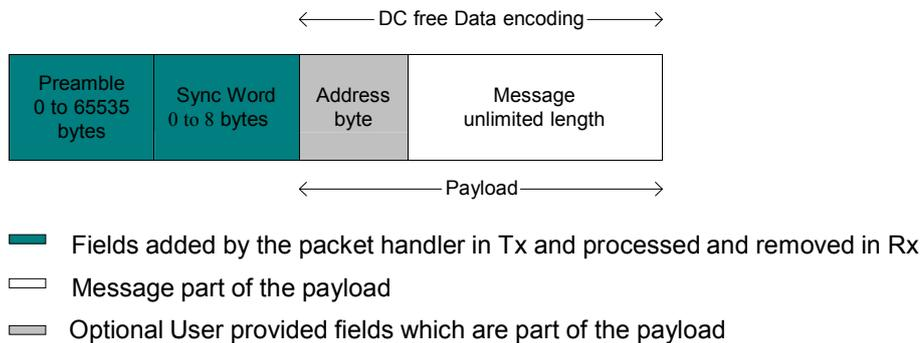 DC free Data encoding
Preamble
0 to 65535
bytes
Sync Word
0 to 8 bytes
Address
byte
Message
unlimited length
Payload
Fields added by the packet handler in Tx and processed and removed in Rx
Message part of the payload
Optional User provided fields which are part of the payload